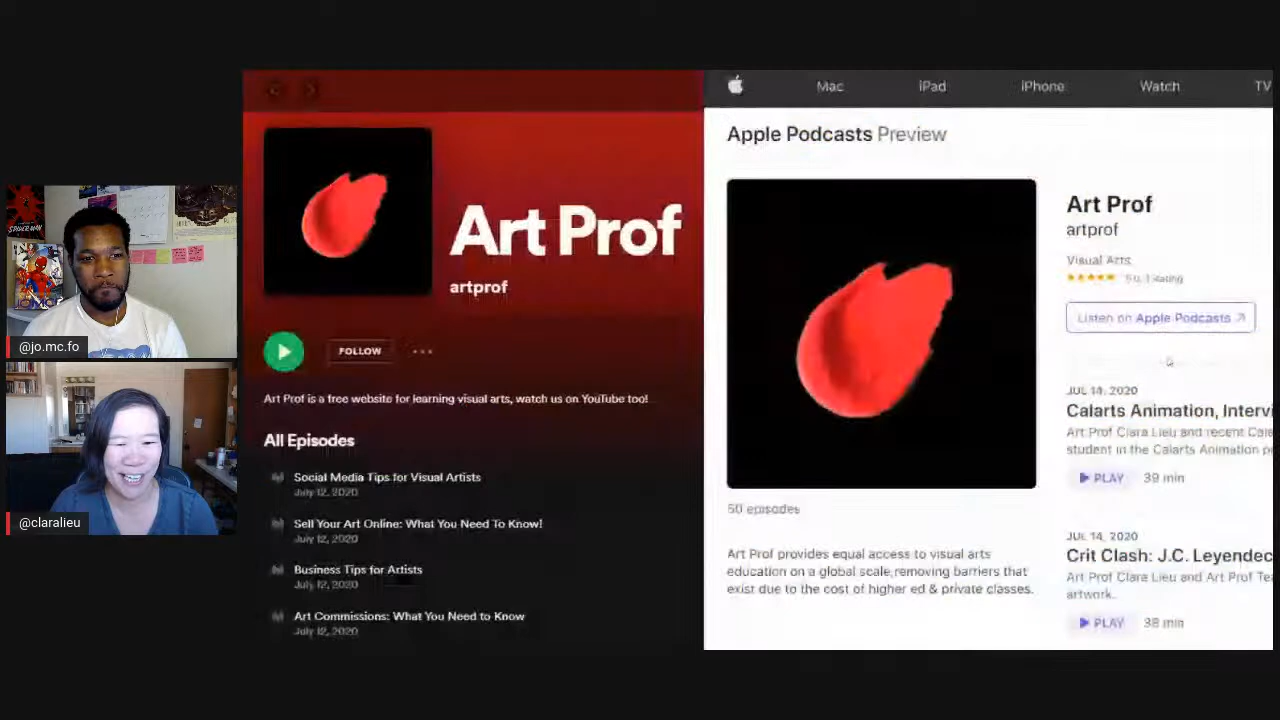 @jo.mc.fo
@claralieu
Art Prof
artprof
FOLLOW
Art Prof is a free website for learning visual arts, watch us on YouTube too!
All Episodes
Social Media Tips for Visual Artists
July 12, 2020
Sell Your Art Online: What You Need To Know!
July 12, 2020
Business Tips for Artists
July 12, 2020
Art Commissions: What You Need to Know
July 12, 2020
Mac iPad iPhone Watch TV
Apple Podcasts Preview
Art Prof
artprof
Visual Arts
5.0, 1 Rating
Listen on Apple Podcasts ↗
50 episodes
Art Prof provides equal access to visual arts
education on a global scale,removing barriers that
exist due to the cost of higher ed & private classes.
JUL 14, 2020
Calarts Animation, Intervi
Art Prof Clara Lieu and recent Cala
student in the Calarts Animation pr
PLAY 39 min
JUL 14, 2020
Crit Clash: J.C. Leyendec
Art Prof Clara Lieu and Art Prof Tea
artwork.
PLAY 38 min